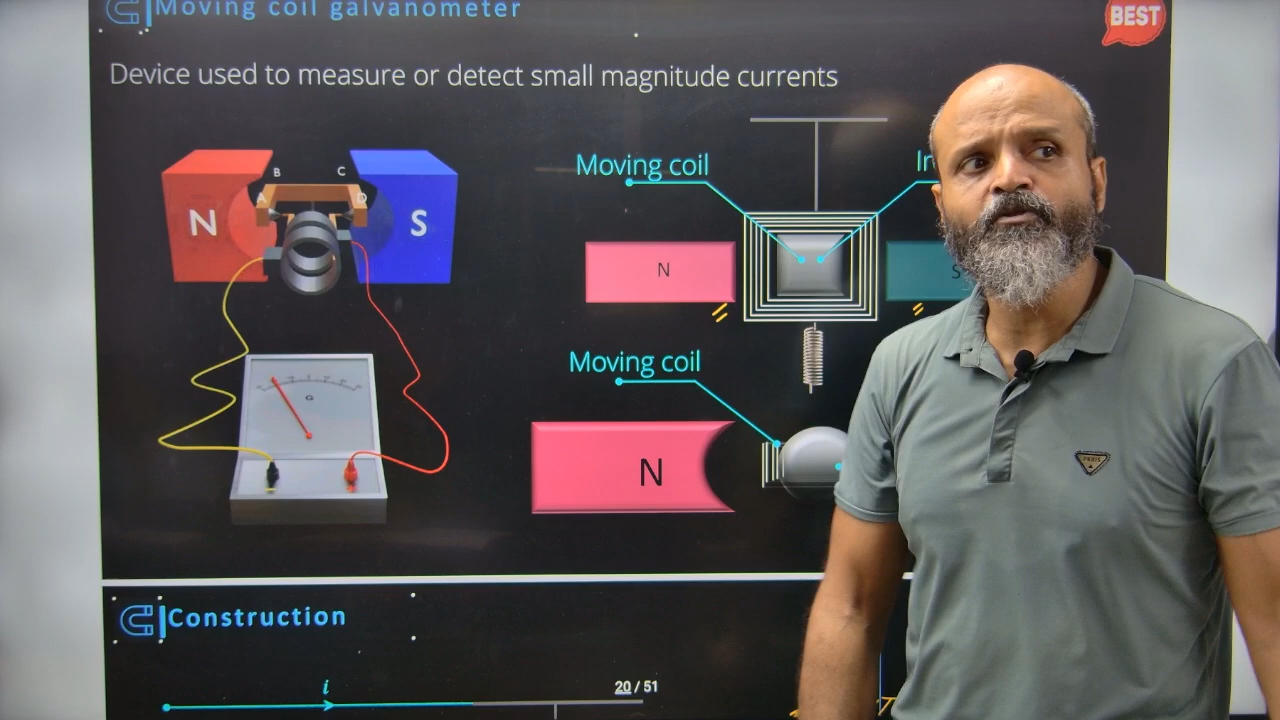 Moving coil galvanometer
BEST
Device used to measure or detect small magnitude currents
B C
A D
N S
G
Moving coil
N S
Moving coil
N
PARIS
Construction
i
20 / 51